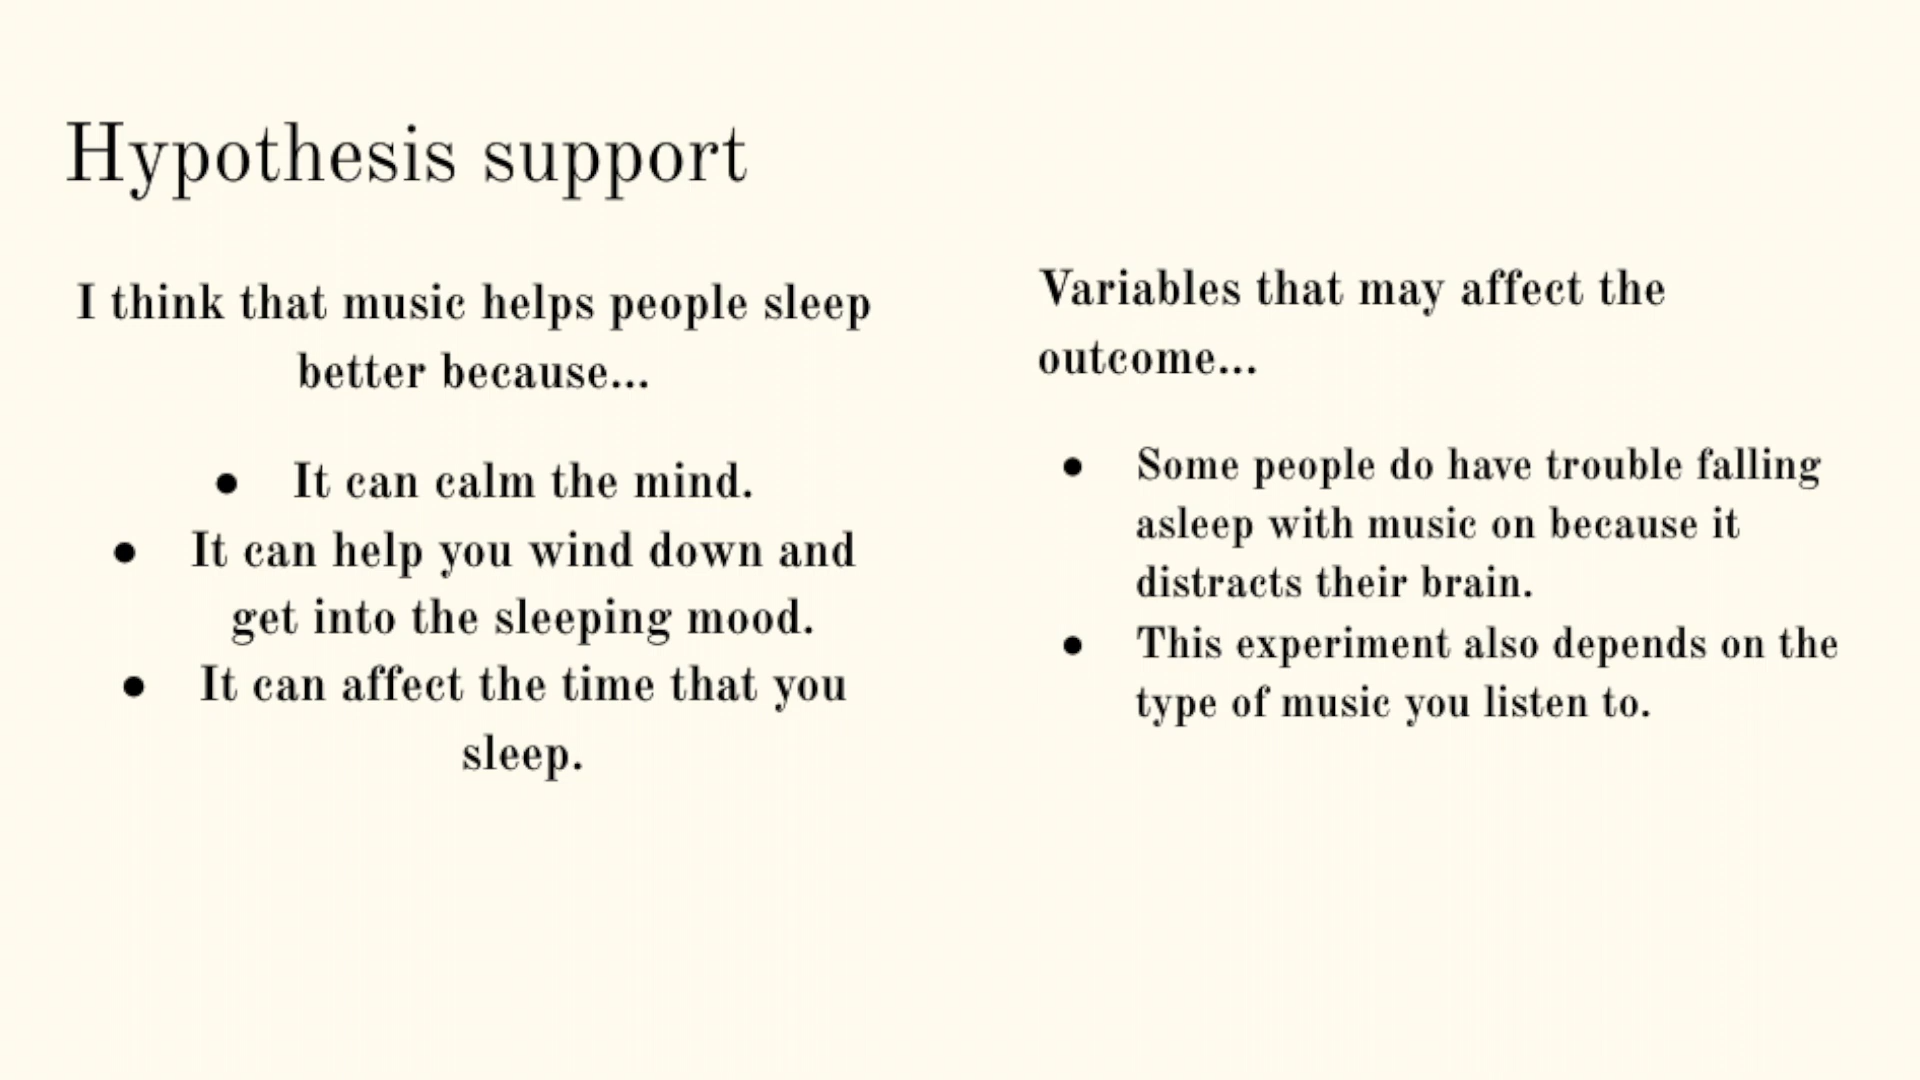 Hypothesis support
I think that music helps people sleep
better because...
● It can calm the mind.
● It can help you wind down and
get into the sleeping mood.
● It can affect the time that you
sleep.
Variables that may affect the
outcome...
● Some people do have trouble falling
asleep with music on because it
distracts their brain.
● This experiment also depends on the
type of music you listen to.